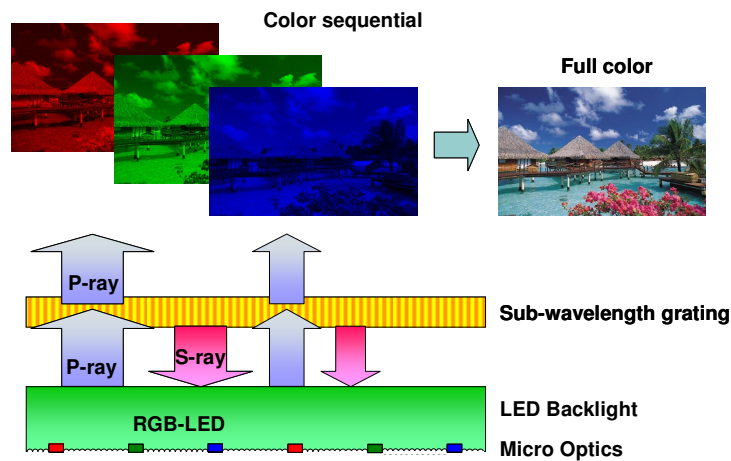 Color sequential
Full color
P-ray
Sub-wavelength grating
P-ray
S-ray
LED Backlight
RGB-LED
Micro Optics